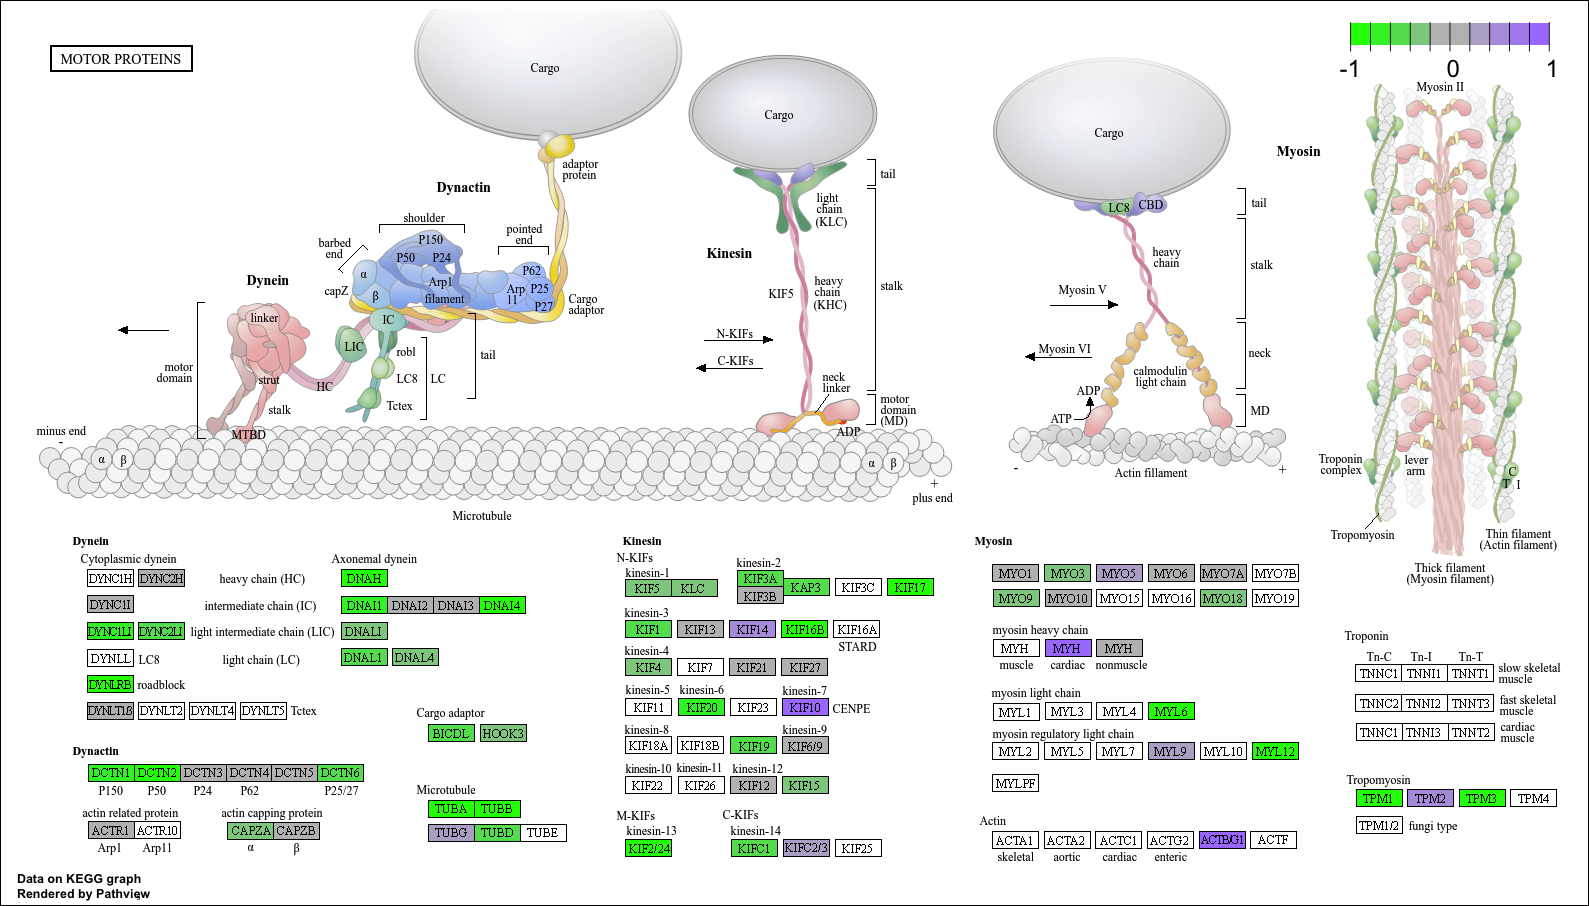 MOTOR PROTEINS
-1 0 1
Cargo
adaptor
protein
Dynactin
shoulder
P150
P50
P24
pointed
end
barbed
end
α
capZ
β
Arp1
filament
Arp
11
P62
P25
P27
Cargo
adaptor
Dynein
linker
IC
LIC
robl
LC8
LC
Tctex
tail
motor
domain
strut
HC
stalk
MTBD
minus end
-
α β
α β
+
plus end
Microtubule
Cargo
tail
light
chain
(KLC)
Kinesin
KIF5
heavy
chain
(KHC)
stalk
N-KIFs
C-KIFs
neck
linker
motor
domain
(MD)
ADP
Cargo
Myosin
LC8
CBD
tail
heavy
chain
stalk
Myosin V
Myosin VI
neck
calmodulin
light chain
ADP
ATP
MD
-
+
Actin fillament
Myosin II
Troponin
complex
lever
arm
C
T I
Tropomyosin
Thin filament
(Actin filament)
Thick filament
(Myosin filament)
Dynein
Cytoplasmic dynein
Axonemal dynein
DYNC1H DYNC2H heavy chain (HC) DNAH
DYNC1I intermediate chain (IC) DNAI1 DNAI2 DNAI3 DNAI4
DYNC1LI DYNC2LI light intermediate chain (LIC) DNALI
DYNLL LC8 light chain (LC) DNAL1 DNAL4
DYNLRB roadblock
DYNLT1ß DYNLT2 DYNLT4 DYNLT5 Tctex
Cargo adaptor
BICDL HOOK3
Dynactin
DCTN1 DCTN2 DCTN3 DCTN4 DCTN5 DCTN6
P150 P50 P24 P62 P25/27
actin related protein
ACTR1 ACTR10
Arp1 Arp11
actin capping protein
CAPZA CAPZB
α β
Microtubule
TUBA TUBB
TUBG TUBD TUBE
Kinesin
N-KIFs
kinesin-1
KIF5 KLC
kinesin-2
KIF3A
KIF3B
KAP3 KIF3C KIF17
kinesin-3
KIF1 KIF13 KIF14 KIF16B KIF16A
STARD
kinesin-4
KIF4 KIF7 KIF21 KIF27
kinesin-5 kinesin-6 kinesin-7
KIF11 KIF20 KIF23 KIF10 CENPE
kinesin-8 kinesin-9
KIF18A KIF18B KIF19 KIF6/9
kinesin-10 kinesin-11 kinesin-12
KIF22 KIF26 KIF12 KIF15
M-KIFs C-KIFs
kinesin-13 kinesin-14
KIF2/24 KIFC1 KIFC2/3 KIF25
Myosin
MYO1 MYO3 MYO5 MYO6 MYO7A MYO7B
MYO9 MYO10 MYO15 MYO16 MYO18 MYO19
myosin heavy chain
MYH MYH MYH
muscle cardiac nonmuscle
myosin light chain
MYL1 MYL3 MYL4 MYL6
myosin regulatory light chain
MYL2 MYL5 MYL7 MYL9 MYL10 MYL12
MYLPF
Actin
ACTA1 ACTA2 ACTC1 ACTG2 ACTB/G1 ACTF
skeletal aortic cardiac enteric
Troponin
Tn-C Tn-I Tn-T
TNNC1 TNNI1 TNNT1 slow skeletal
muscle
TNNC2 TNNI2 TNNT3 fast skeletal
muscle
TNNC1 TNNI3 TNNT2 cardiac
muscle
Tropomyosin
TPM1 TPM2 TPM3 TPM4
TPM1/2 fungi type
Data on KEGG graph
Rendered by Pathview